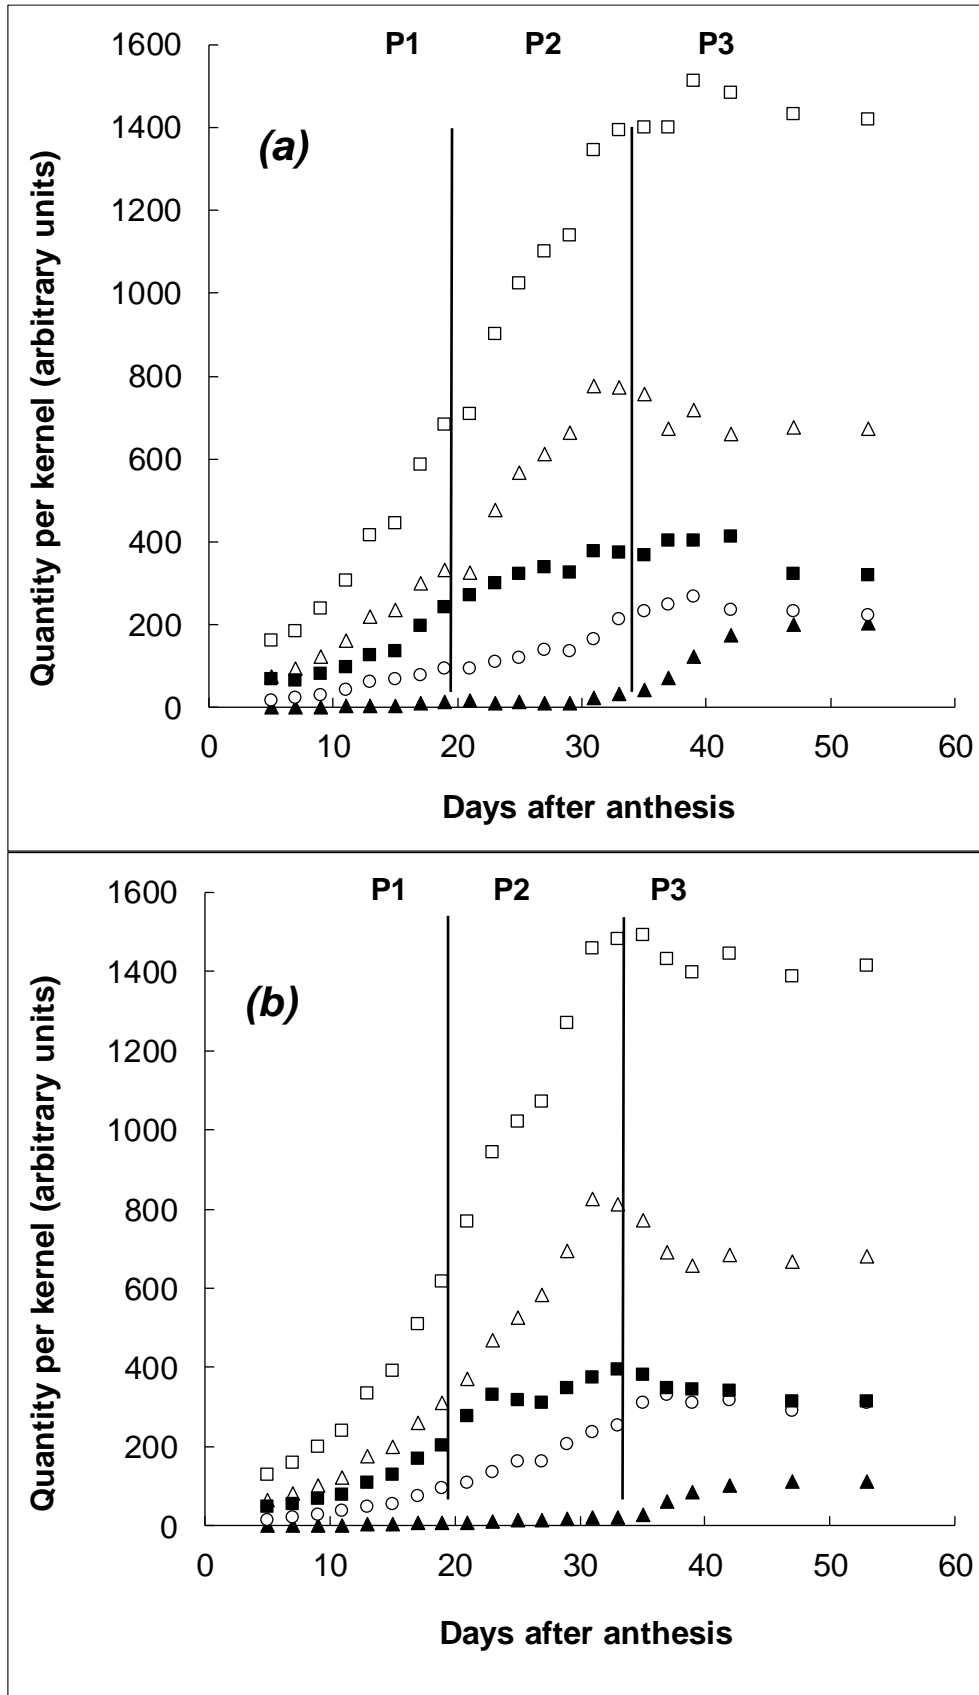 P1 P2 P3
1600
(a)
1400
1200
1000
800
600
400
200
0
0 10 20 30 40 50 60
Quantity per kernel (arbitrary units)
Days after anthesis
P1 P2 P3
1600
1400
(b)
1200
1000
800
600
400
200
0
0 10 20 30 40 50 60
Quantity per kernel (arbitrary units)
Days after anthesis